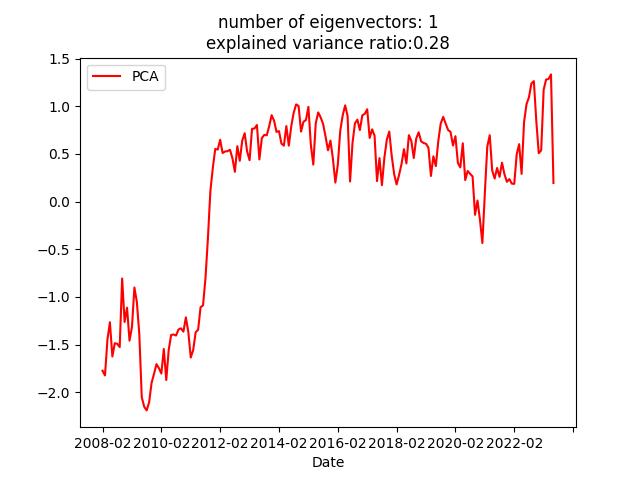 number of eigenvectors: 1
explained variance ratio:0.28
PCA
1.5
1.0
0.5
0.0
−0.5
−1.0
−1.5
−2.0
2008-02 2010-02 2012-02 2014-02 2016-02 2018-02 2020-02 2022-02
Date